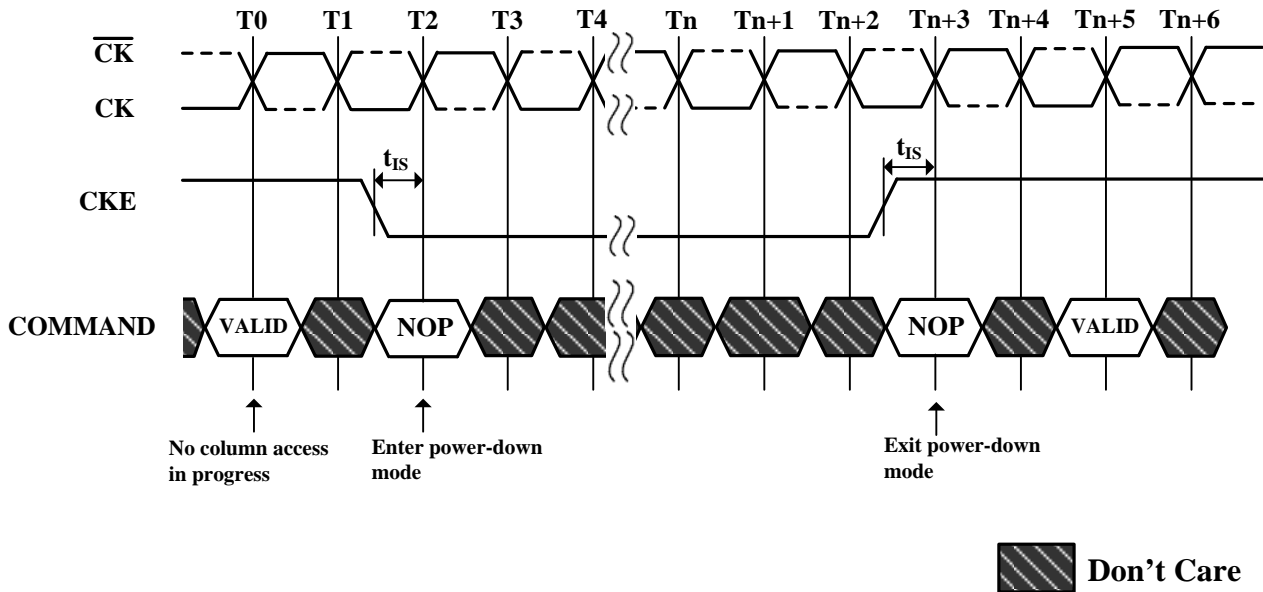 T0 T1 T2 T3 T4 Tn Tn+1 Tn+2 Tn+3 Tn+4 Tn+5 Tn+6
CK
CK
tIS
tIS
CKE
COMMAND
VALID
NOP
NOP
VALID
No column access
in progress
Enter power-down
mode
Exit power-down
mode
Don't Care